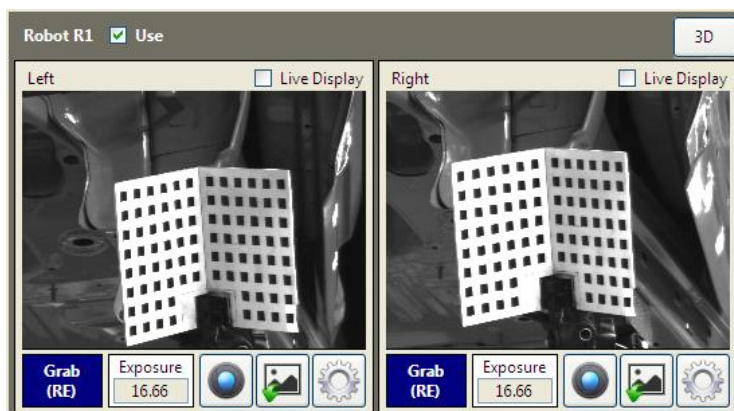 Robot R1 Use
3D
Left Live Display
Right Live Display
Grab
(RE)
Exposure
16.66
Grab
(RE)
Exposure
16.66